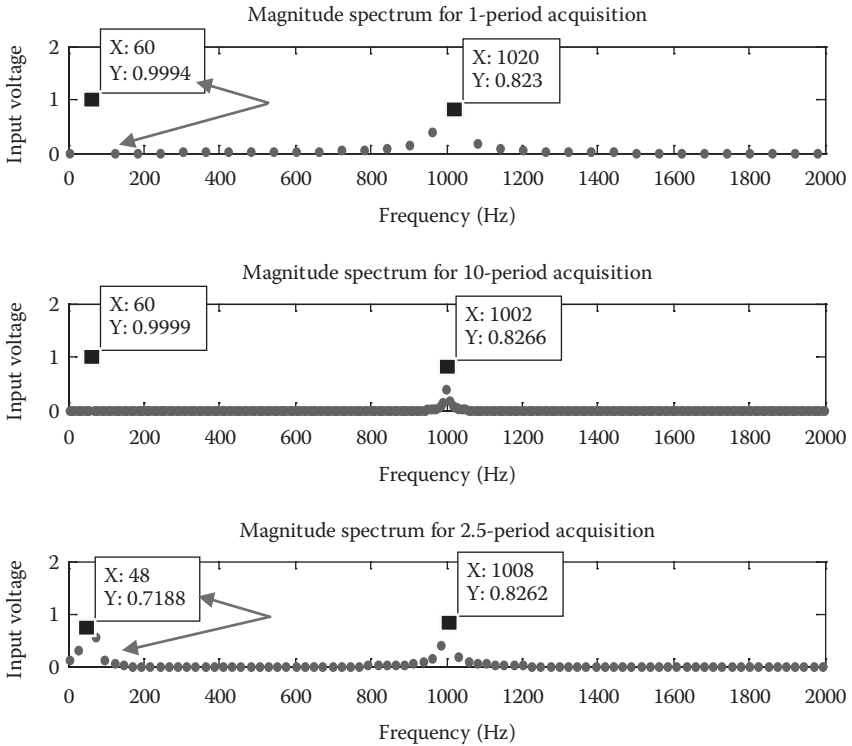 Magnitude spectrum for 1-period acquisition
Input voltage
2
1
0
X: 60
Y: 0.9994
X: 1020
Y: 0.823
0 200 400 600 800 1000 1200 1400 1600 1800 2000
Frequency (Hz)
Magnitude spectrum for 10-period acquisition
Input voltage
2
1
0
X: 60
Y: 0.9999
X: 1002
Y: 0.8266
0 200 400 600 800 1000 1200 1400 1600 1800 2000
Frequency (Hz)
Magnitude spectrum for 2.5-period acquisition
Input voltage
2
1
0
X: 48
Y: 0.7188
X: 1008
Y: 0.8262
0 200 400 600 800 1000 1200 1400 1600 1800 2000
Frequency (Hz)